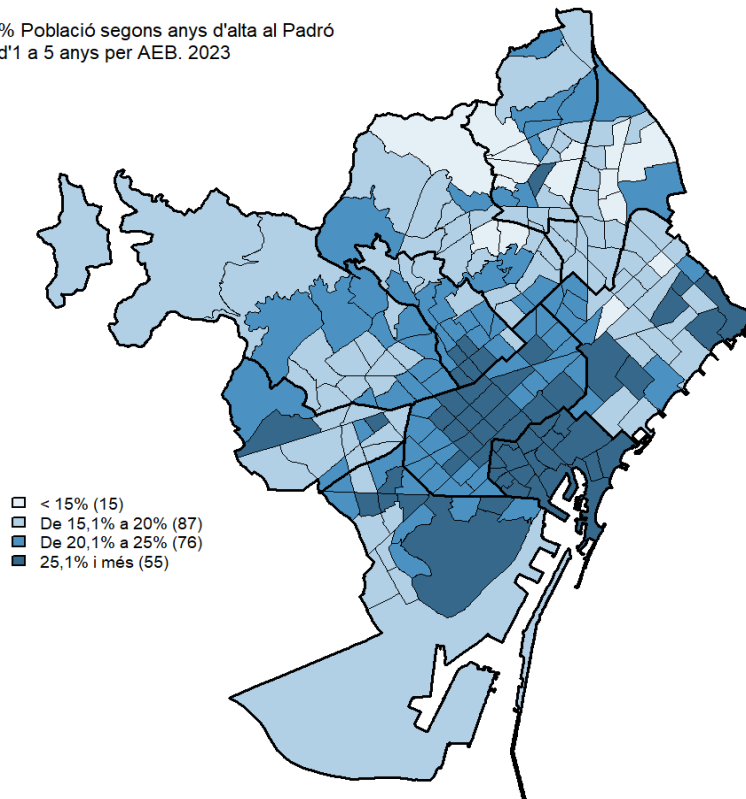 % Població segons anys d'alta al Padró
d'1 a 5 anys per AEB. 2023
< 15% (15)
De 15,1% a 20% (87)
De 20,1% a 25% (76)
25,1% i més (55)